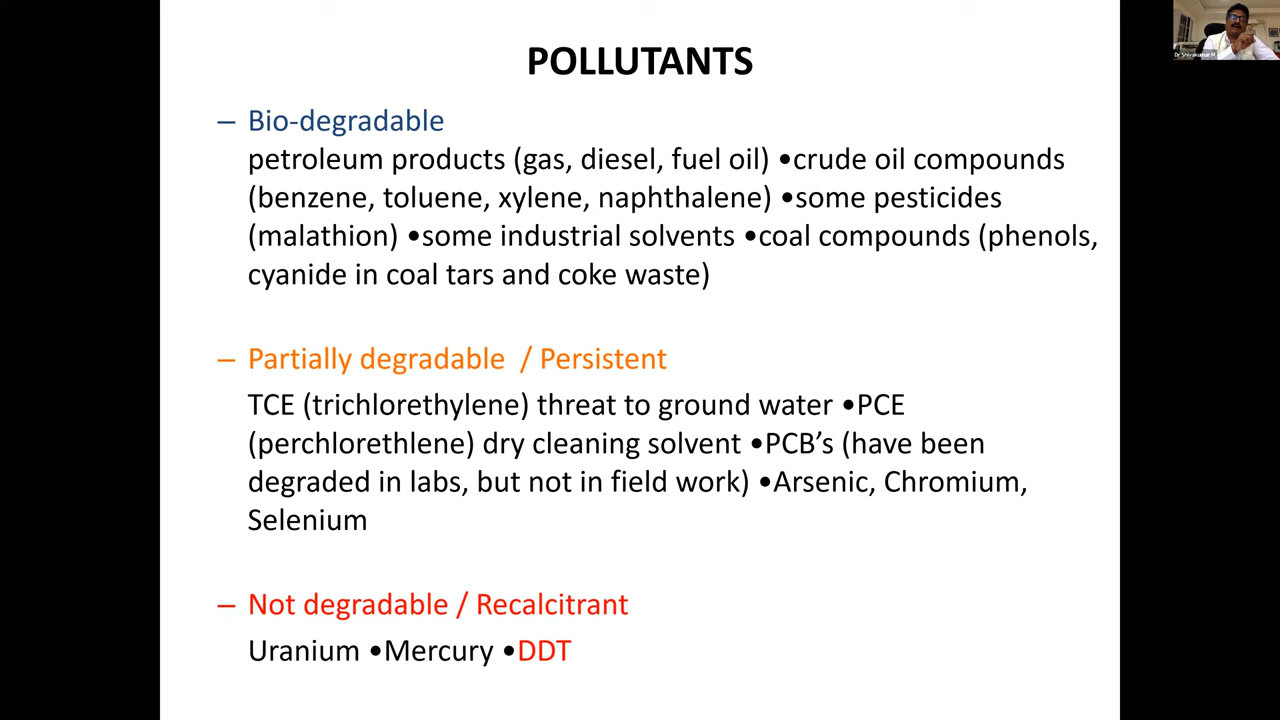 POLLUTANTS
– Bio-degradable
petroleum products (gas, diesel, fuel oil) •crude oil compounds
(benzene, toluene, xylene, naphthalene) •some pesticides
(malathion) •some industrial solvents •coal compounds (phenols,
cyanide in coal tars and coke waste)
– Partially degradable / Persistent
TCE (trichlorethylene) threat to ground water •PCE
(perchlorethlene) dry cleaning solvent •PCB’s (have been
degraded in labs, but not in field work) •Arsenic, Chromium,
Selenium
– Not degradable / Recalcitrant
Uranium •Mercury •DDT
Dr Shivakumar M